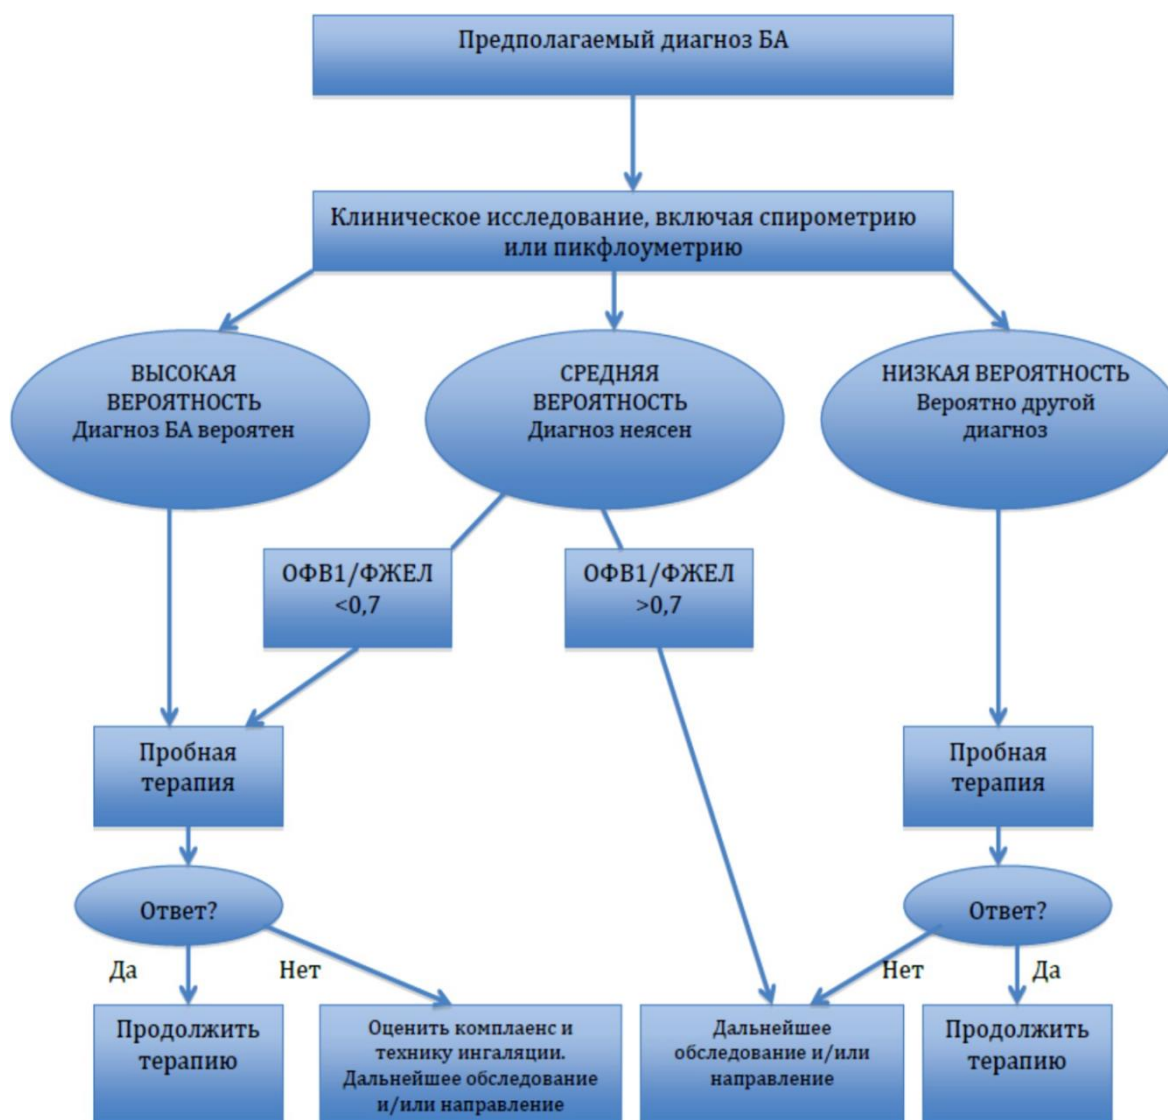 Предполагаемый диагноз БА
Клиническое исследование, включая спирометрию
или пикфлоуметрию
ВЫСОКАЯ
ВЕРОЯТНОСТЬ
Диагноз БА вероятен
СРЕДНЯЯ
ВЕРОЯТНОСТЬ
Диагноз неясен
НИЗКАЯ ВЕРОЯТНОСТЬ
Вероятно другой
диагноз
ОФВ1/ФЖЕЛ
<0,7
ОФВ1/ФЖЕЛ
>0,7
Пробная
терапия
Пробная
терапия
Ответ?
Ответ?
Да
Нет
Нет
Да
Продолжить
терапию
Оценить комплаенс и
технику ингаляции.
Дальнейшее обследование
и/или направление
Дальнейшее
обследование и/или
направление
Продолжить
терапию